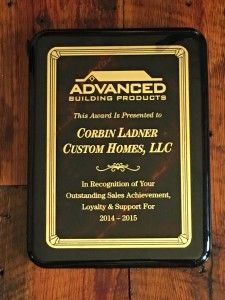 ADVANCED
BUILDING PRODUCTS
This Award Is Presented to
CORBIN LADNER
CUSTOM HOMES, LLC
In Recognition of Your
Outstanding Sales Achievement,
Loyalty & Support For
2014 – 2015